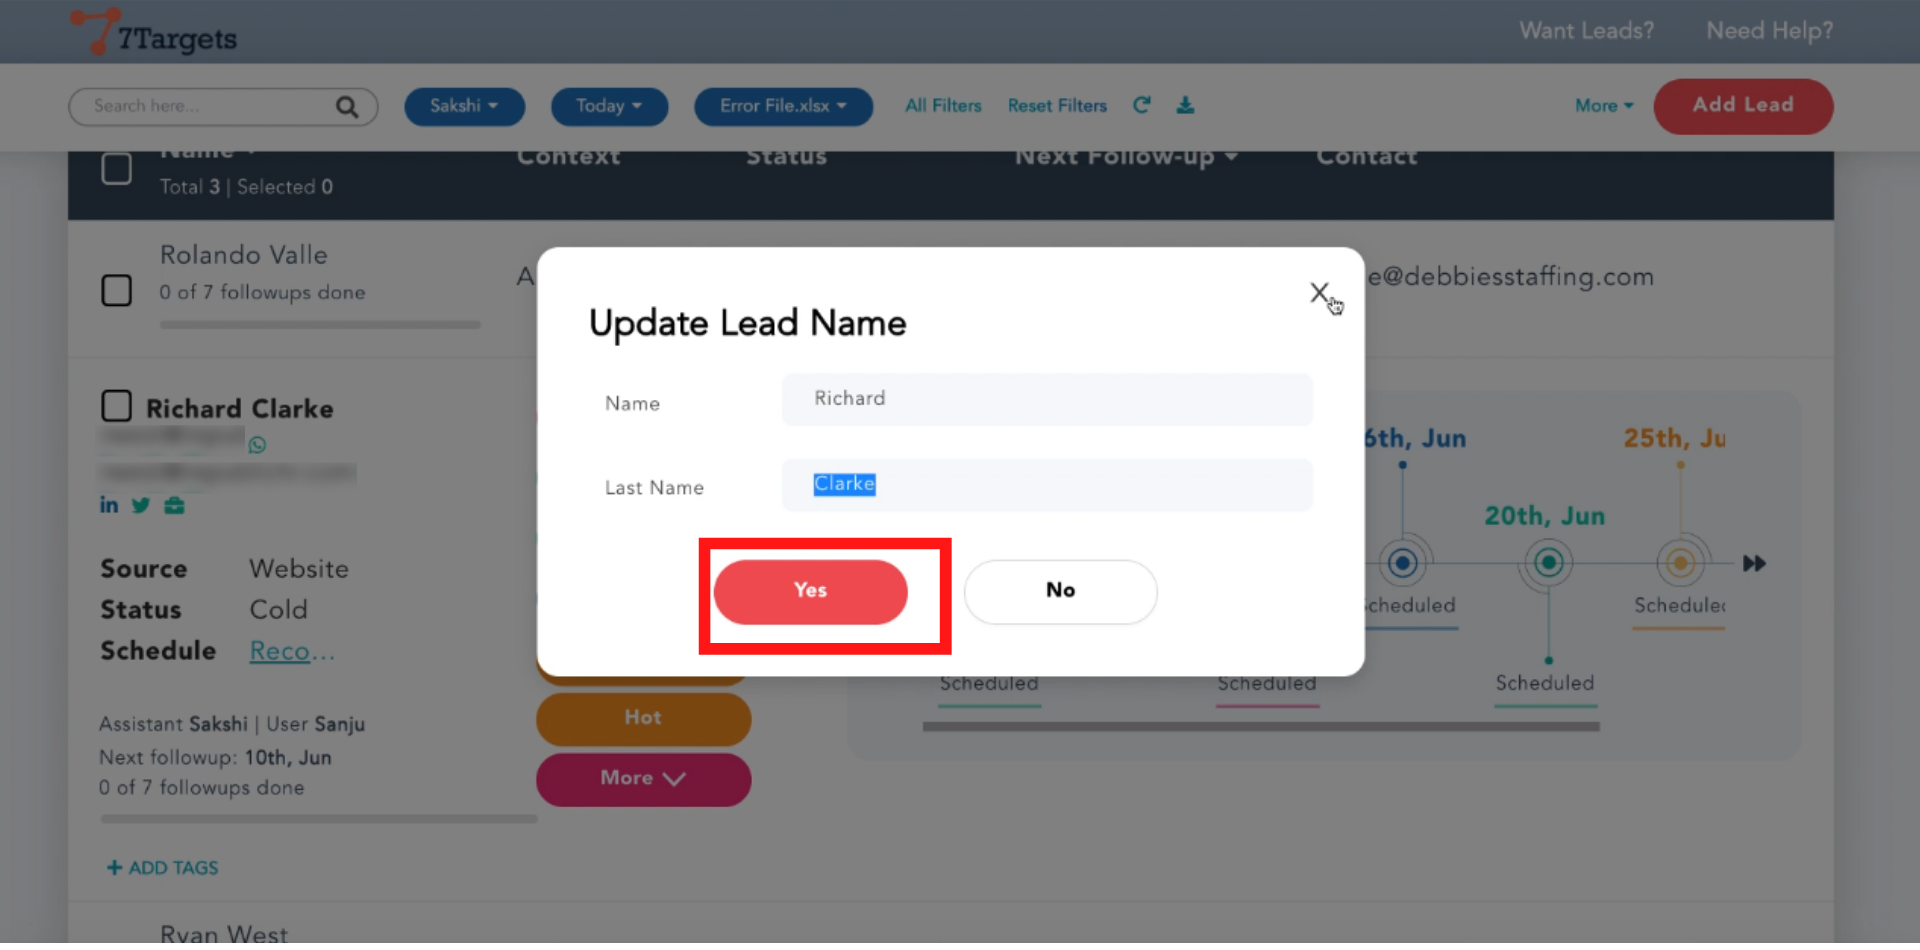 7Targets
Want Leads? Need Help?
Search here... Sakshi Today Error File.xlsx All Filters Reset Filters More Add Lead
Name Context Status Next Follow-up Contact
Total 3 | Selected 0
Rolando Valle
0 of 7 followups done
A
e@debbiesstaffing.com
Update Lead Name
X
Name Richard
Last Name Clarke
Yes No
Richard Clarke
in
Source Website
Status Cold
Schedule Reco...
Assistant Sakshi | User Sanju
Next followup: 10th, Jun
0 of 7 followups done
+ ADD TAGS
Hot
More
6th, Jun 25th, Ju
20th, Jun
cheduled Schedule
Scheduled Scheduled Scheduled
Ryan West